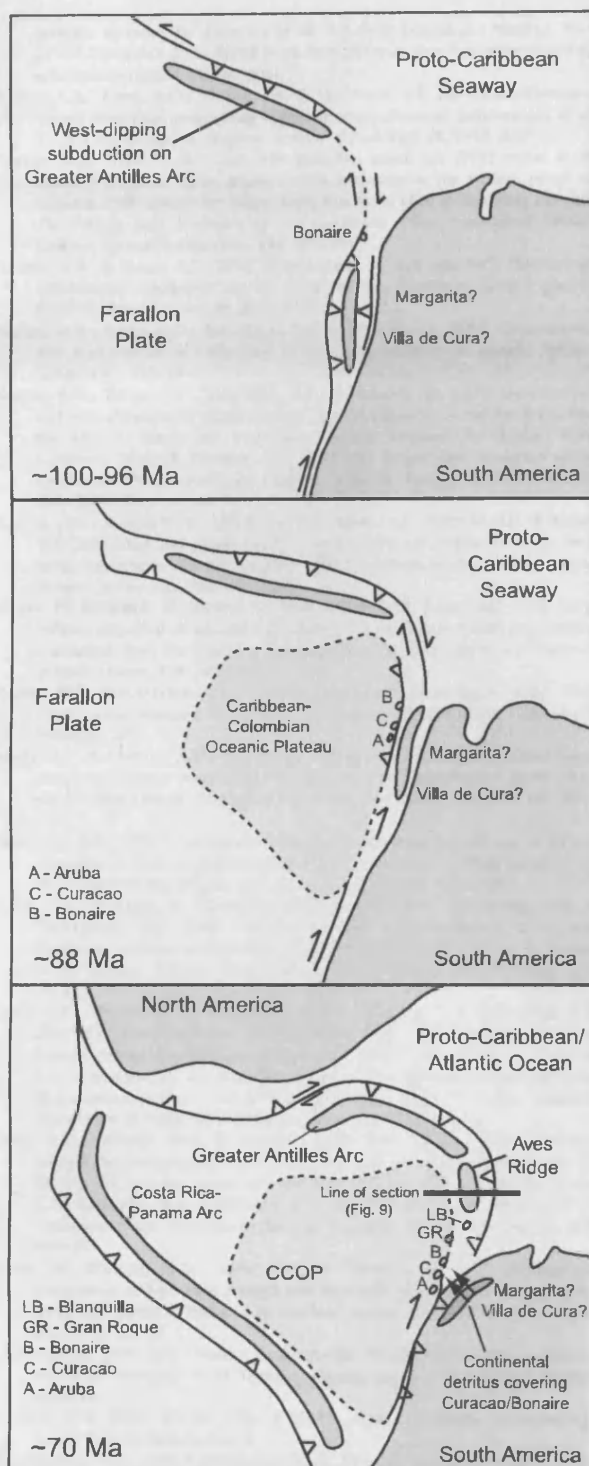 Proto-Caribbean
Seaway
West-dipping
subduction on
Greater Antilles Arc
Bonaire
Farallon
Plate
Margarita?
Villa de Cura?
~100-96 Ma
South America
Proto-
Caribbean
Seaway
Farallon
Plate
Caribbean-
Colombian
Oceanic Plateau
B
C
A
Margarita?
Villa de Cura?
A - Aruba
C - Curacao
B - Bonaire
~88 Ma
South America
North America
Proto-Caribbean/
Atlantic Ocean
Greater Antilles Arc
Aves
Ridge
Costa Rica-
Panama Arc
Line of section
(Fig. 9)
LB
GR
B
C
A
CCOP
Margarita?
Villa de Cura?
LB - Blanquilla
GR - Gran Roque
B - Bonaire
C - Curacao
A - Aruba
Continental
detritus covering
Curacao/Bonaire
~70 Ma
South America